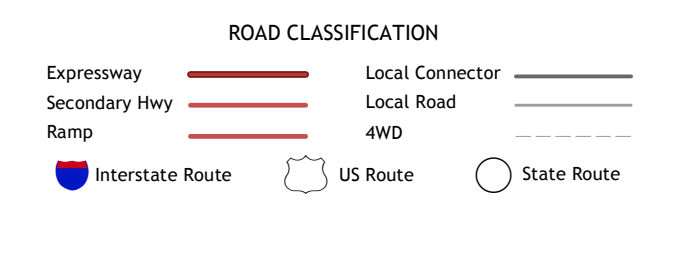 ROAD CLASSIFICATION
Expressway
Local Connector
Secondary Hwy
Local Road
Ramp
4WD
Interstate Route
US Route
State Route